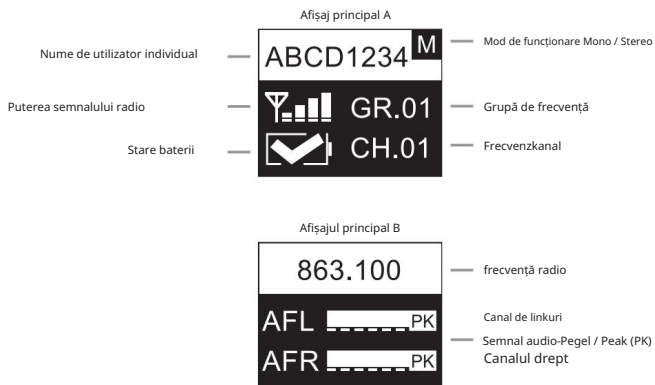 Afișaj principal A
Nume de utilizator individual
ABCD1234 M
Mod de funcționare Mono / Stereo
Puterea semnalului radio
GR.01
Grupă de frecvență
Stare baterii
CH.01
Frecvenzkanal
Afișajul principal B
863.100
frecvență radio
AFL PK
Canal de linkuri
Semnal audio-Pegel / Peak (PK)
AFR PK
Canalul drept